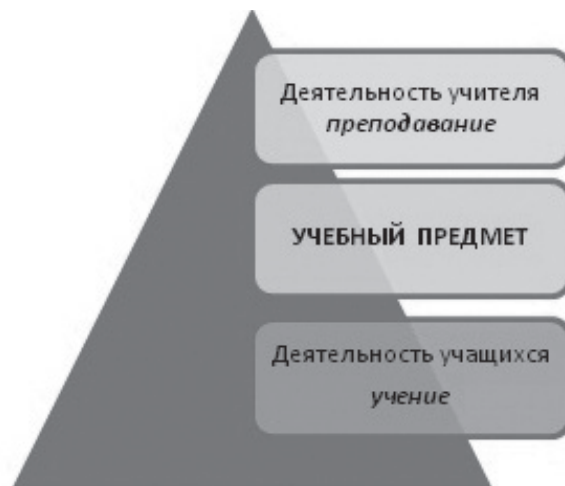 Деятельность учителя
преподавание
УЧЕБНЫЙ ПРЕДМЕТ
Деятельность учащихся
учение